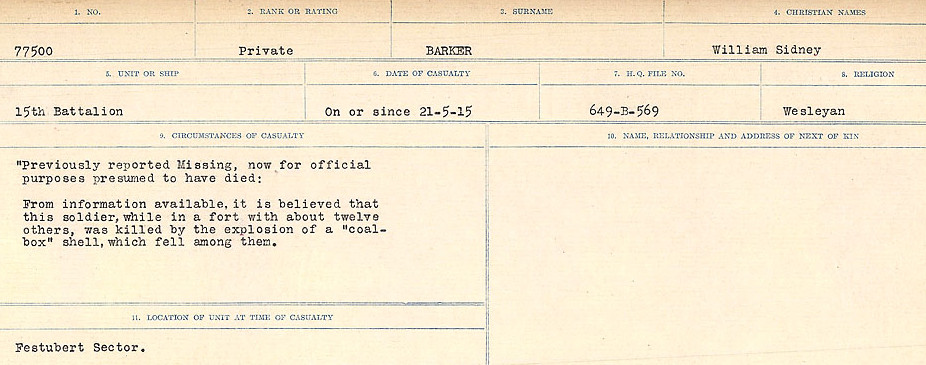 1. NO.
2. RANK OR RATING
3. SURNAME
4. CHRISTIAN NAMES
77500
Private
BARKER
William Sidney
5. UNIT OR SHIP
6. DATE OF CASUALTY
7. H.Q. FILE NO.
8. RELIGION
15th Battalion
On or since 21-5-15
649-B-569
Wesleyan
9. CIRCUMSTANCES OF CASUALTY
"Previously reported Missing, now for official
purposes presumed to have died:
From information available, it is believed that
this soldier, while in a fort with about twelve
others, was killed by the explosion of a "coal-
box" shell, which fell among them.
10. NAME, RELATIONSHIP AND ADDRESS OF NEXT OF KIN
11. LOCATION OF UNIT AT TIME OF CASUALTY
Festubert Sector.